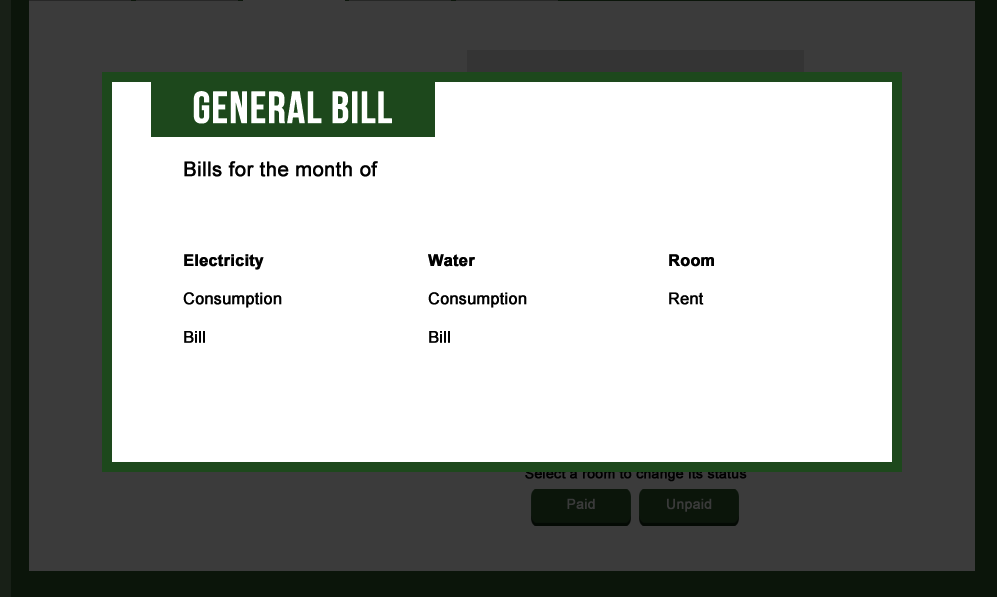 GENERAL BILL
Bills for the month of
Electricity Water Room
Consumption Consumption Rent
Bill Bill
Select a room to change its status
Paid Unpaid